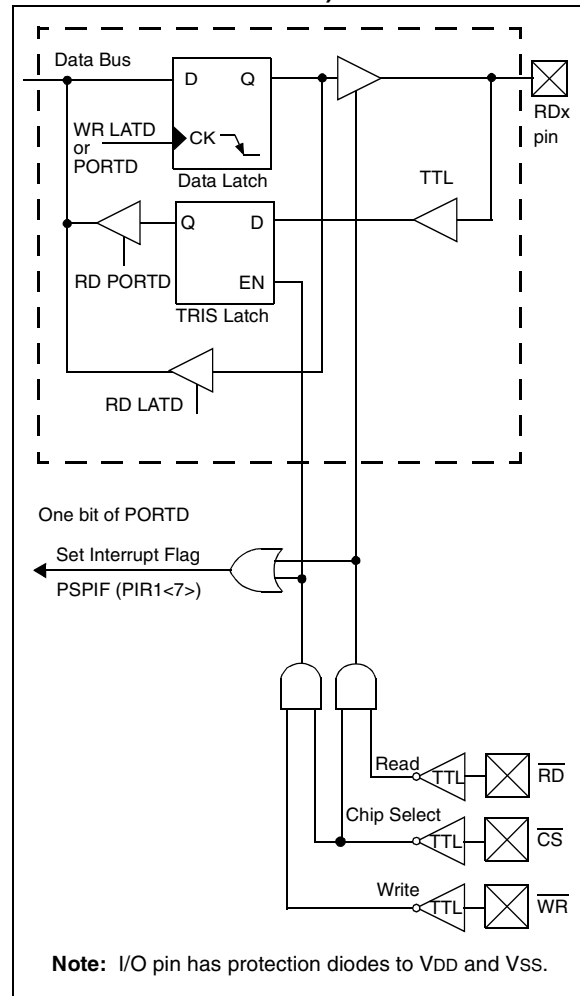 Data Bus
D Q
RDx
pin
WR LATD
or
PORTD
CK
Data Latch
TTL
Q D
RD PORTD
EN
TRIS Latch
RD LATD
One bit of PORTD
Set Interrupt Flag
PSPIF (PIR1<7>)
Read
TTL
RD
Chip Select
TTL
CS
Write
TTL
WR
Note: I/O pin has protection diodes to VDD and VSS.